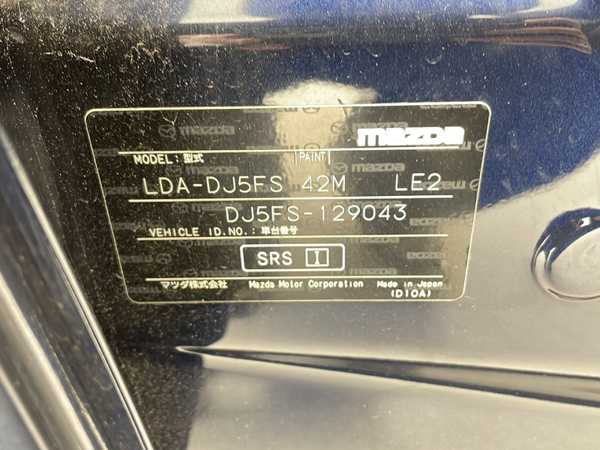 mazda
MODEL: 型式 PAINT
LDA-DJ5FS 42M LE2
DJ5FS-129043
VEHICLE ID.NO.: 車台番号
SRS I
マツダ株式会社 Mazda Motor Corporation Made in Japan
(D10A)